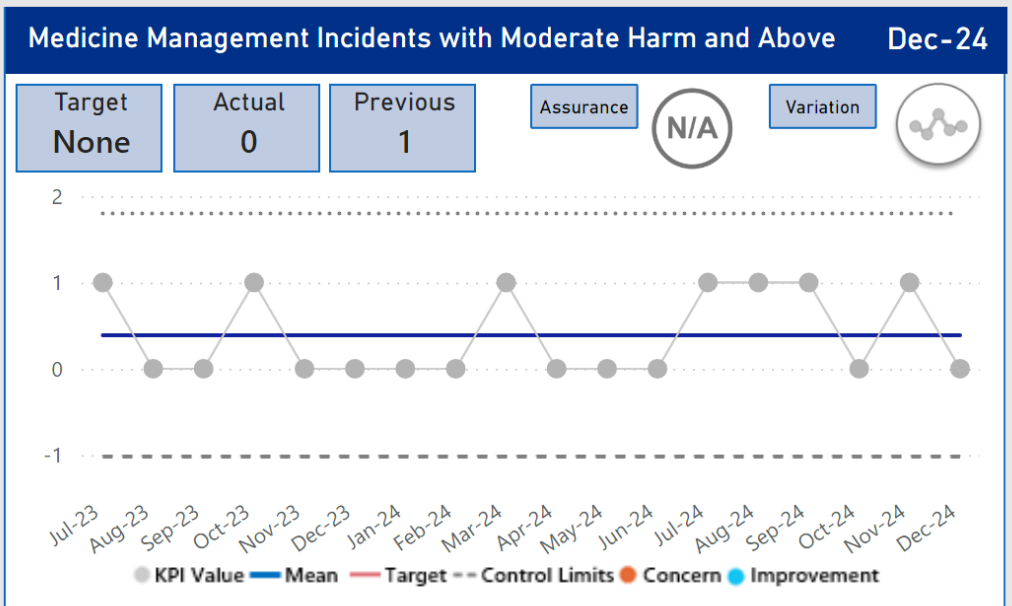 Medicine Management Incidents with Moderate Harm and Above Dec-24
Target Actual Previous Assurance N/A Variation
None 0 1
2
1
0
-1
Jul-23 Aug-23 Sep-23 Oct-23 Nov-23 Dec-23 Jan-24 Feb-24 Mar-24 Apr-24 May-24 Jun-24 Jul-24 Aug-24 Sep-24 Oct-24 Nov-24 Dec-24
KPI Value Mean Target Control Limits Concern Improvement